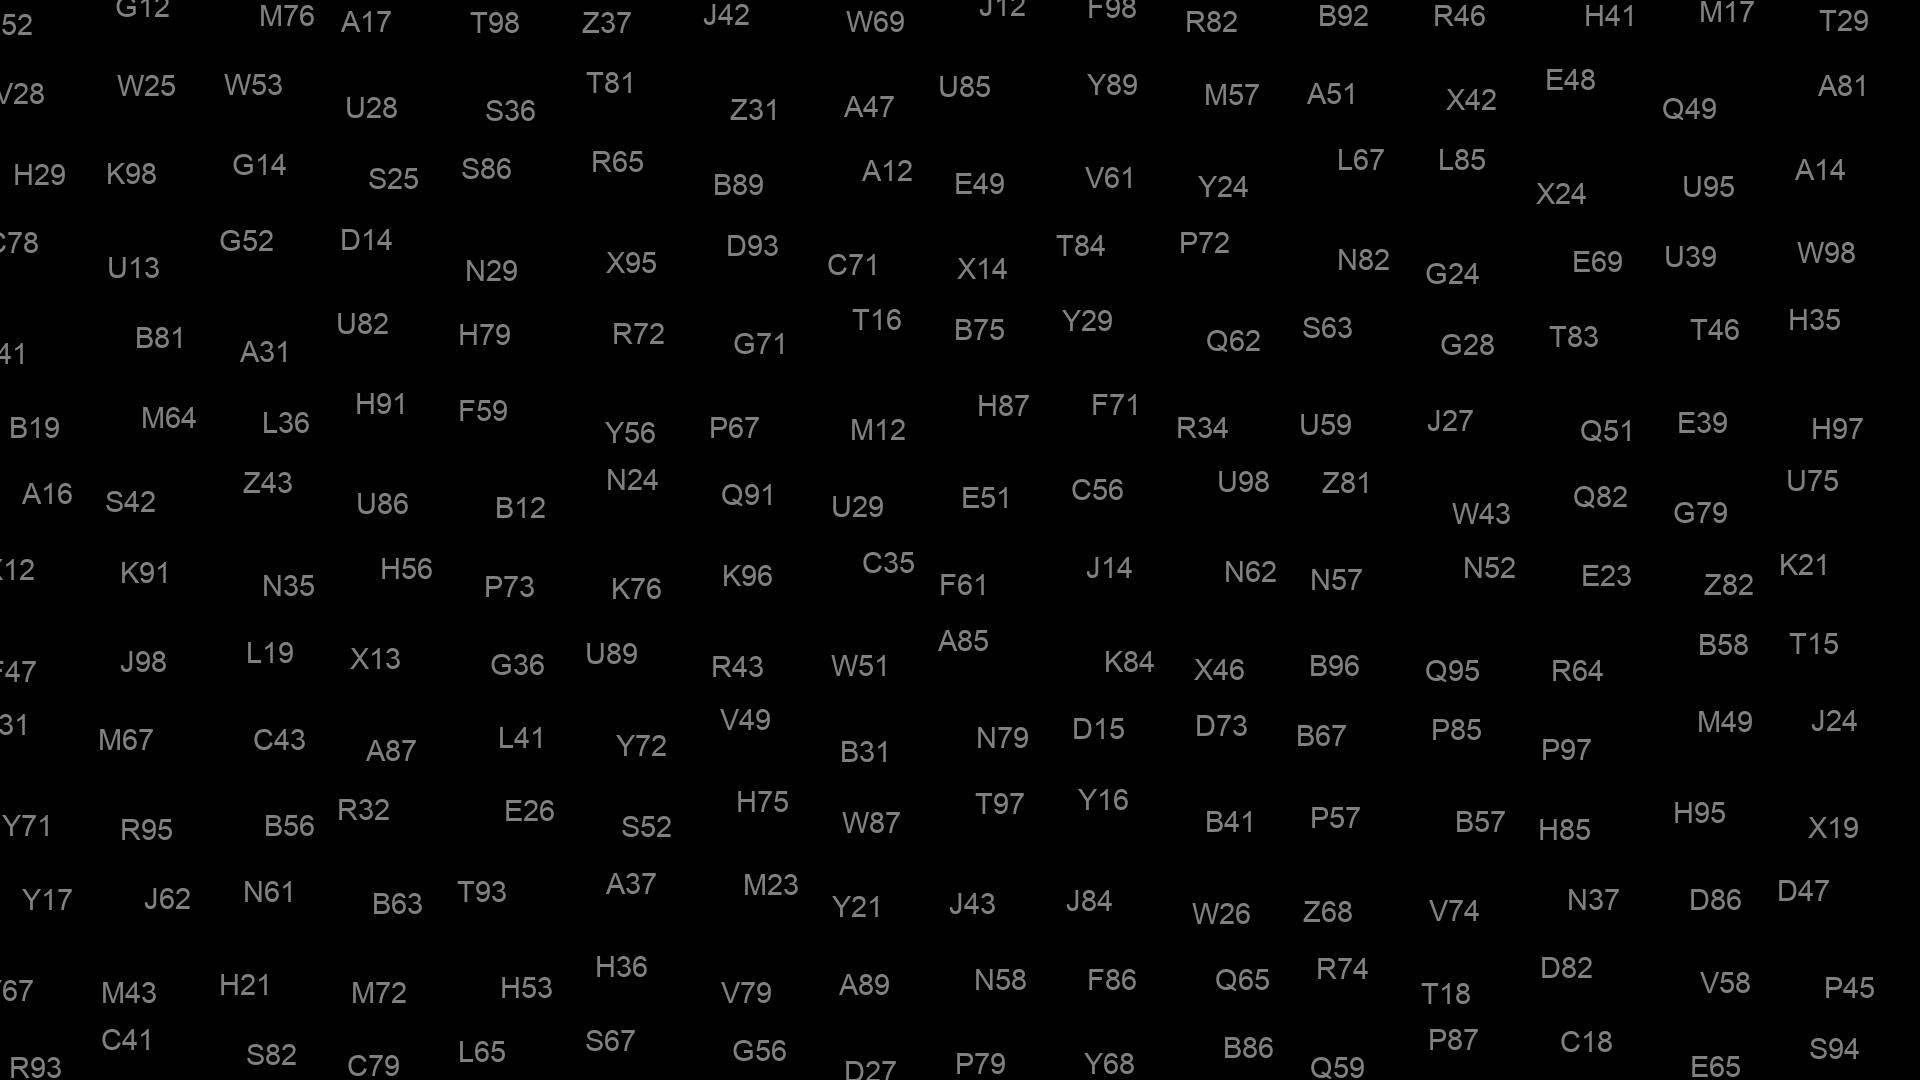 52 G12 M76 A17 T98 Z37 J42 W69 J12 F98 R82 B92 R46 H41 M17 T29
V28 W25 W53 U28 S36 T81 Z31 A47 U85 Y89 M57 A51 X42 E48 Q49 A81
H29 K98 G14 S25 S86 R65 B89 A12 E49 V61 Y24 L67 L85 X24 U95 A14
C78 U13 G52 D14 N29 X95 D93 C71 X14 T84 P72 N82 G24 E69 U39 W98
41 B81 A31 U82 H79 R72 G71 T16 B75 Y29 Q62 S63 G28 T83 T46 H35
B19 M64 L36 H91 F59 Y56 P67 M12 H87 F71 R34 U59 J27 Q51 E39 H97
A16 S42 Z43 U86 B12 N24 Q91 U29 E51 C56 U98 Z81 W43 Q82 G79 U75
12 K91 N35 H56 P73 K76 K96 C35 F61 J14 N62 N57 N52 E23 Z82 K21
F47 J98 L19 X13 G36 U89 R43 W51 A85 K84 X46 B96 Q95 R64 B58 T15
31 M67 C43 A87 L41 Y72 V49 B31 N79 D15 D73 B67 P85 P97 M49 J24
Y71 R95 B56 R32 E26 S52 H75 W87 T97 Y16 B41 P57 B57 H85 H95 X19
Y17 J62 N61 B63 T93 A37 M23 Y21 J43 J84 W26 Z68 V74 N37 D86 D47
67 M43 H21 M72 H53 H36 V79 A89 N58 F86 Q65 R74 T18 D82 V58 P45
R93 C41 S82 C79 L65 S67 G56 D27 P79 Y68 B86 Q59 P87 C18 E65 S94